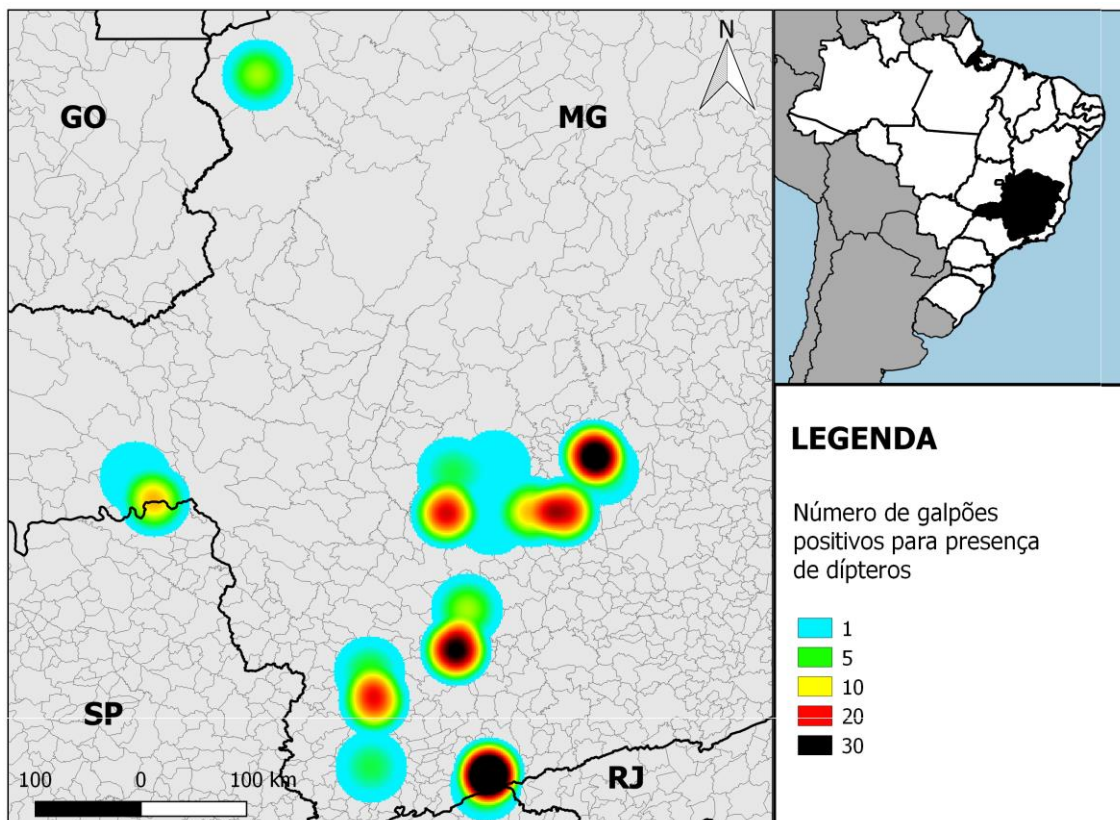 N
GO
MG
SP
RJ
100 0 100 km
LEGENDA
Número de galpões
positivos para presença
de dípteros
1
5
10
20
30